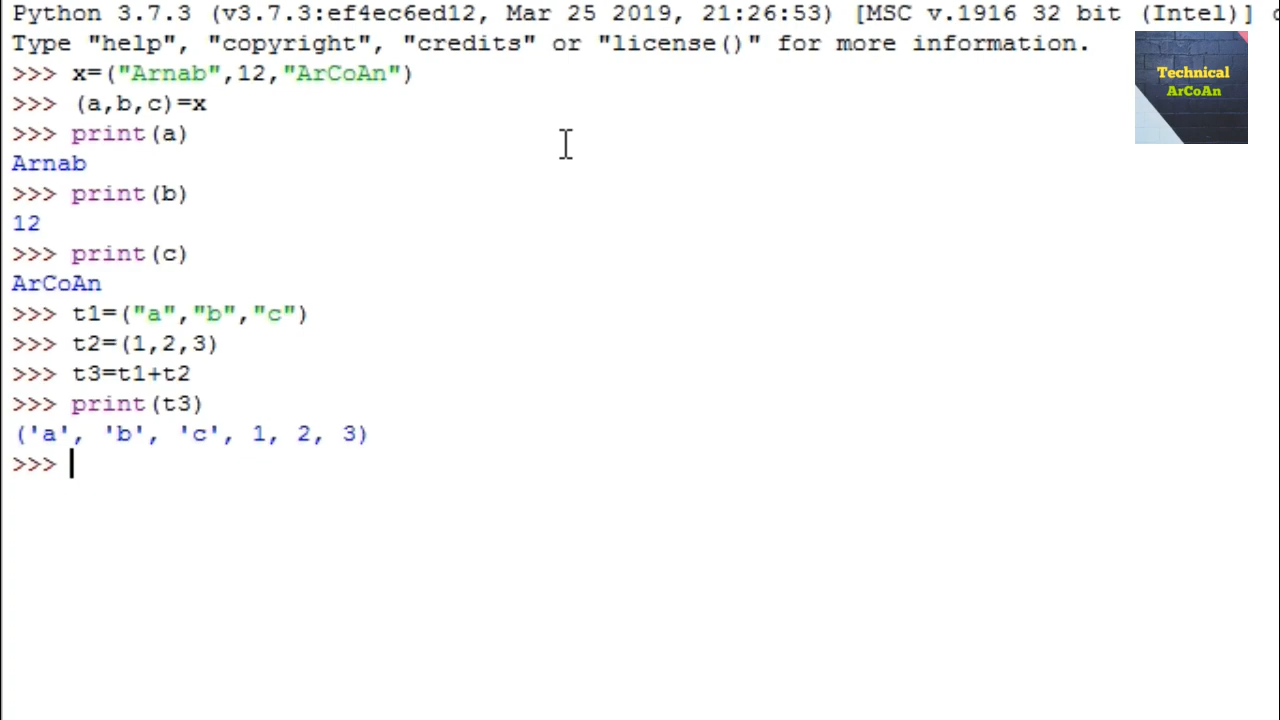 Python 3.7.3 (v3.7.3:ef4ec6ed12, Mar 25 2019, 21:26:53) [MSC v.1916 32 bit (Intel)]
Type "help", "copyright", "credits" or "license()" for more information.
>>> x=("Arnab",12,"ArCoAn")
>>> (a,b,c)=x
>>> print(a)
Arnab
>>> print(b)
12
>>> print(c)
ArCoAn
>>> t1=("a","b","c")
>>> t2=(1,2,3)
>>> t3=t1+t2
>>> print(t3)
('a', 'b', 'c', 1, 2, 3)
>>>
Technical
ArCoAn